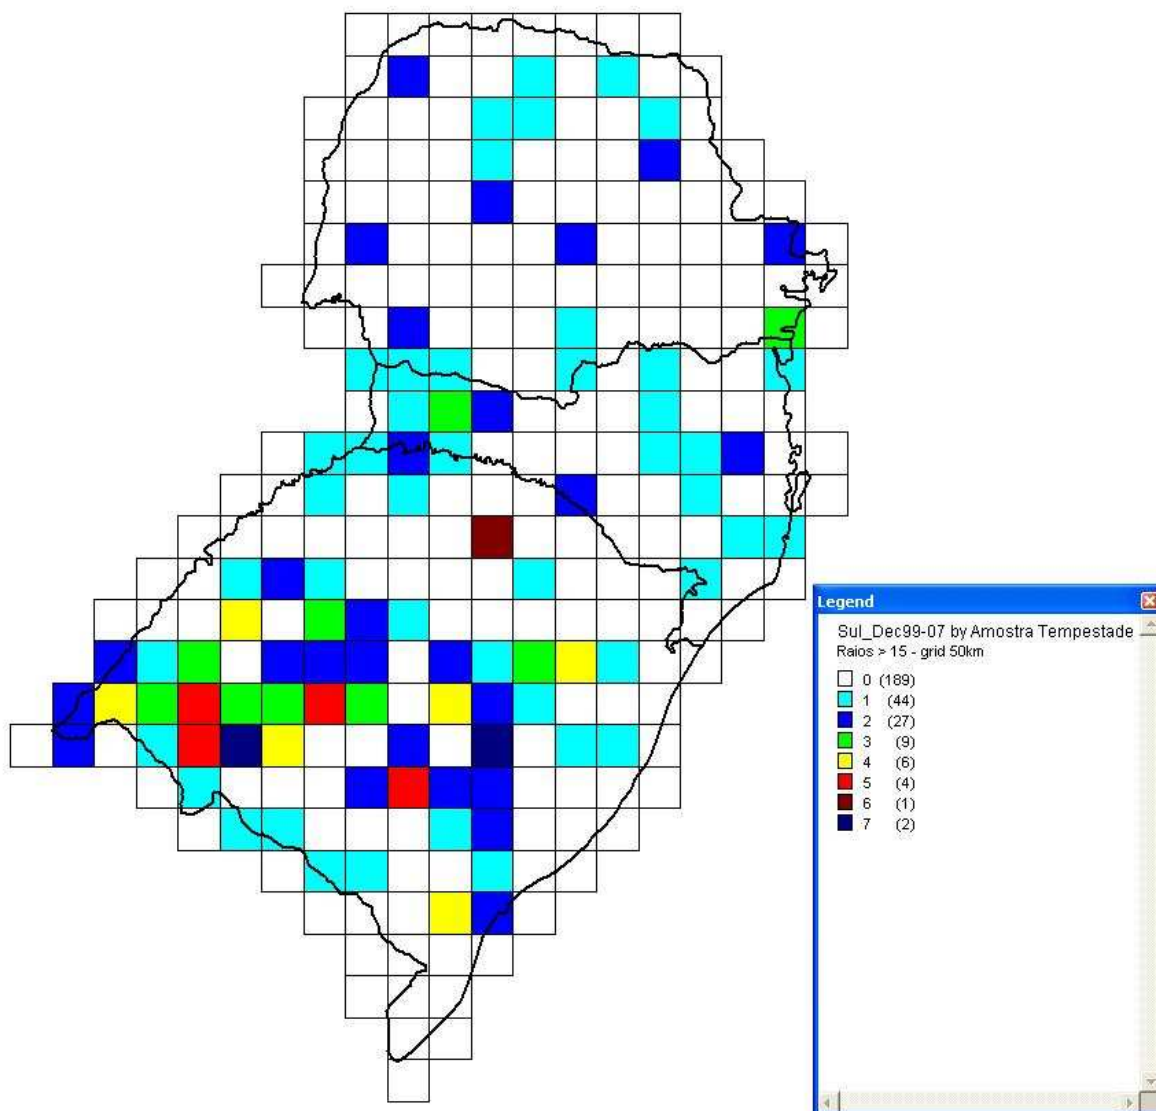 Legend
Sul_Dec99-07 by Amostra Tempestade
Raios > 15 - grid 50km
0 (189)
1 (44)
2 (27)
3 (9)
4 (6)
5 (4)
6 (1)
7 (2)